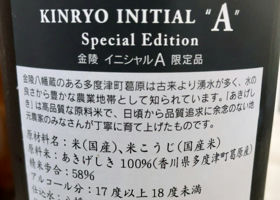 KINRYO INITIAL "A"
Special Edition
金陵 イニシャルA 限定品
金陵八幡蔵のある多度津町葛原は古来より湧水が多く、水の
良さから豊かな農業地帯として知られています。「あきげし
き」は高品質な原料米で、日頃から品質追求に余念のない地
元農家のみなさんが丁寧に育て上げたものです。
原材料名：米(国産)、米こうじ(国産米)
原料米：あきげしき 100%(香川県多度津町葛原産)
精米歩合：58%
アルコール分：17度以上18度未満